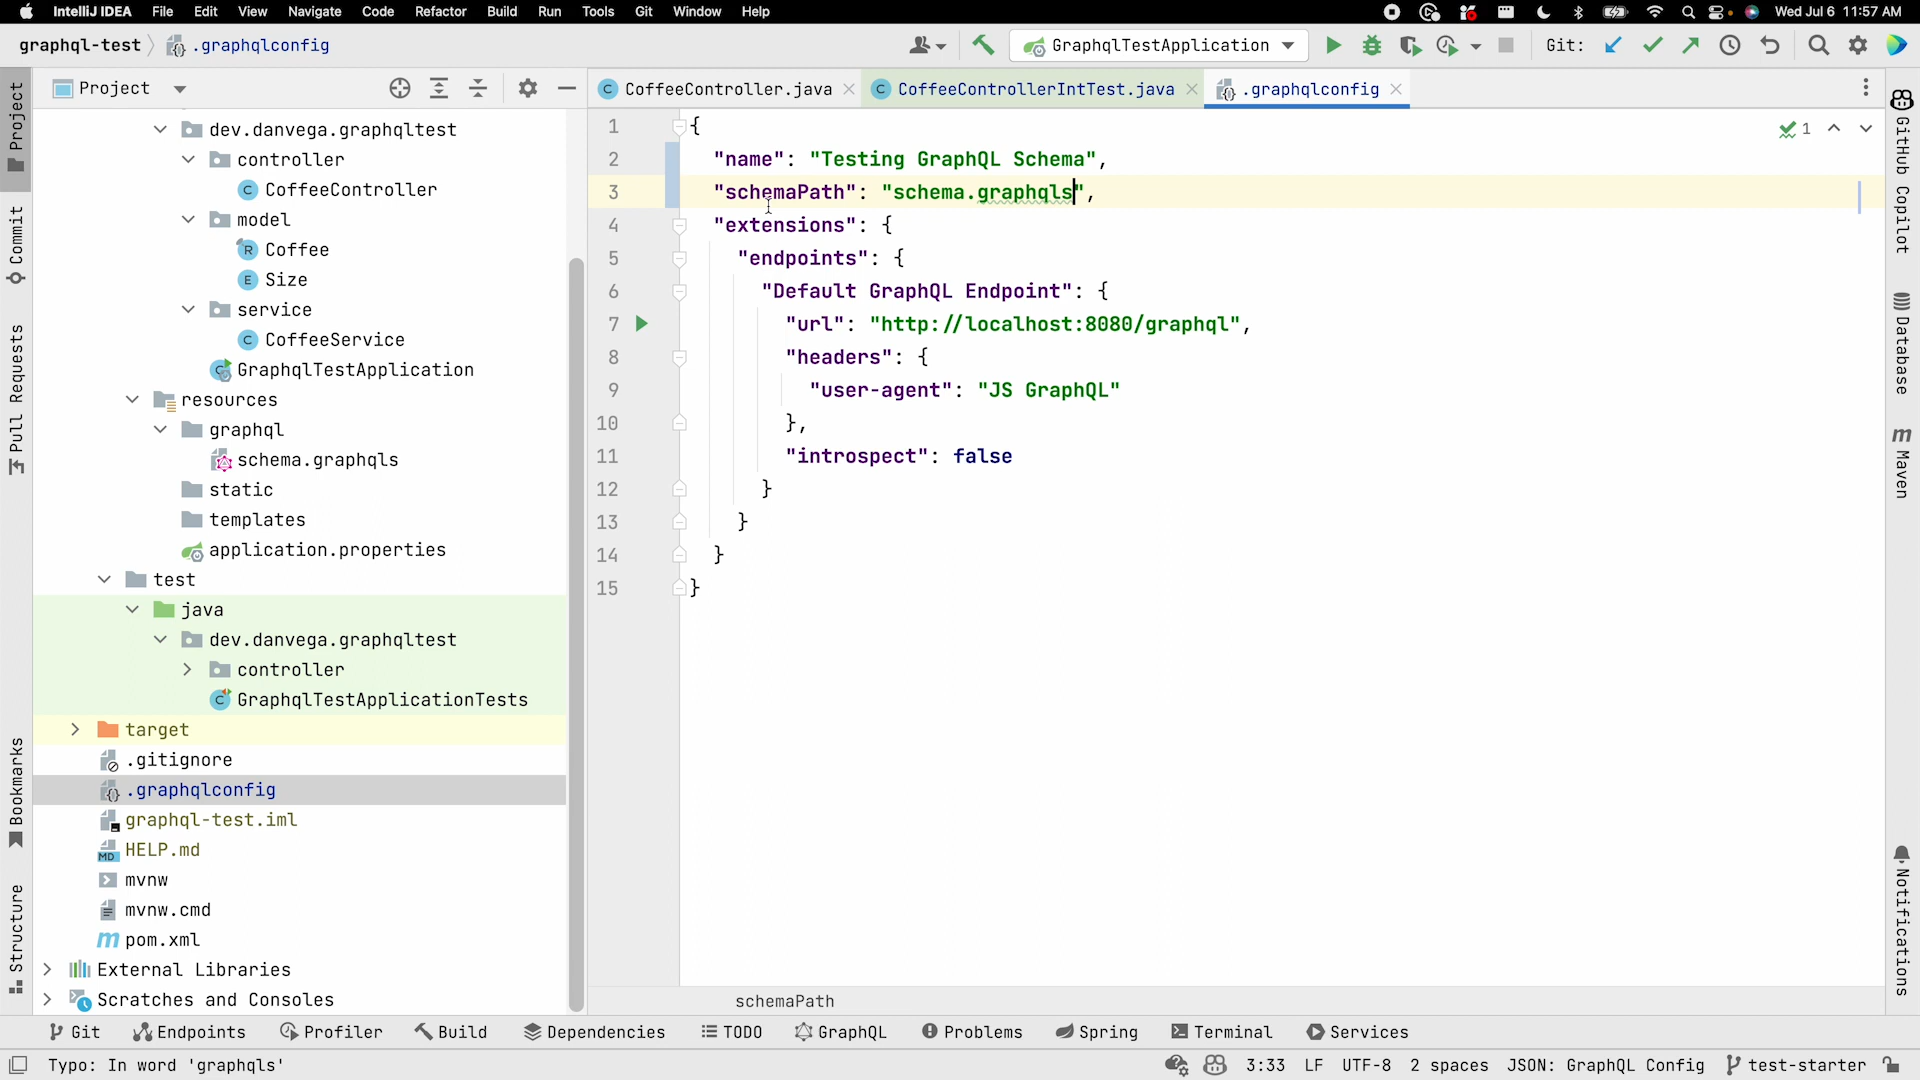 IntelliJ IDEA File Edit View Navigate Code Refactor Build Run Tools Git Window Help Wed Jul 6 11:57 AM
graphql-test .graphqlconfig GraphqlTestApplication Git:
Project CoffeeController.java CoffeeControllerIntTest.java .graphqlconfig
Project
Commit
Pull Requests
Bookmarks
Structure
dev.danvega.graphqltest
controller
CoffeeController
model
Coffee
Size
service
CoffeeService
GraphqlTestApplication
resources
graphql
schema.graphqls
static
templates
application.properties
test
java
dev.danvega.graphqltest
controller
GraphqlTestApplicationTests
target
.gitignore
.graphqlconfig
graphql-test.iml
HELP.md
mvnw
mvnw.cmd
pom.xml
External Libraries
Scratches and Consoles
1 { 1
2 "name": "Testing GraphQL Schema",
3 "schemaPath": "schema.graphqls",
4 "extensions": {
5 "endpoints": {
6 "Default GraphQL Endpoint": {
7 "url": "http://localhost:8080/graphql",
8 "headers": {
9 "user-agent": "JS GraphQL"
10 },
11 "introspect": false
12 }
13 }
14 }
15 }
schemaPath
GitHub Copilot
Database
Maven
Notifications
Git Endpoints Profiler Build Dependencies TODO GraphQL Problems Spring Terminal Services
Typo: In word 'graphqls' 3:33 LF UTF-8 2 spaces JSON: GraphQL Config test-starter